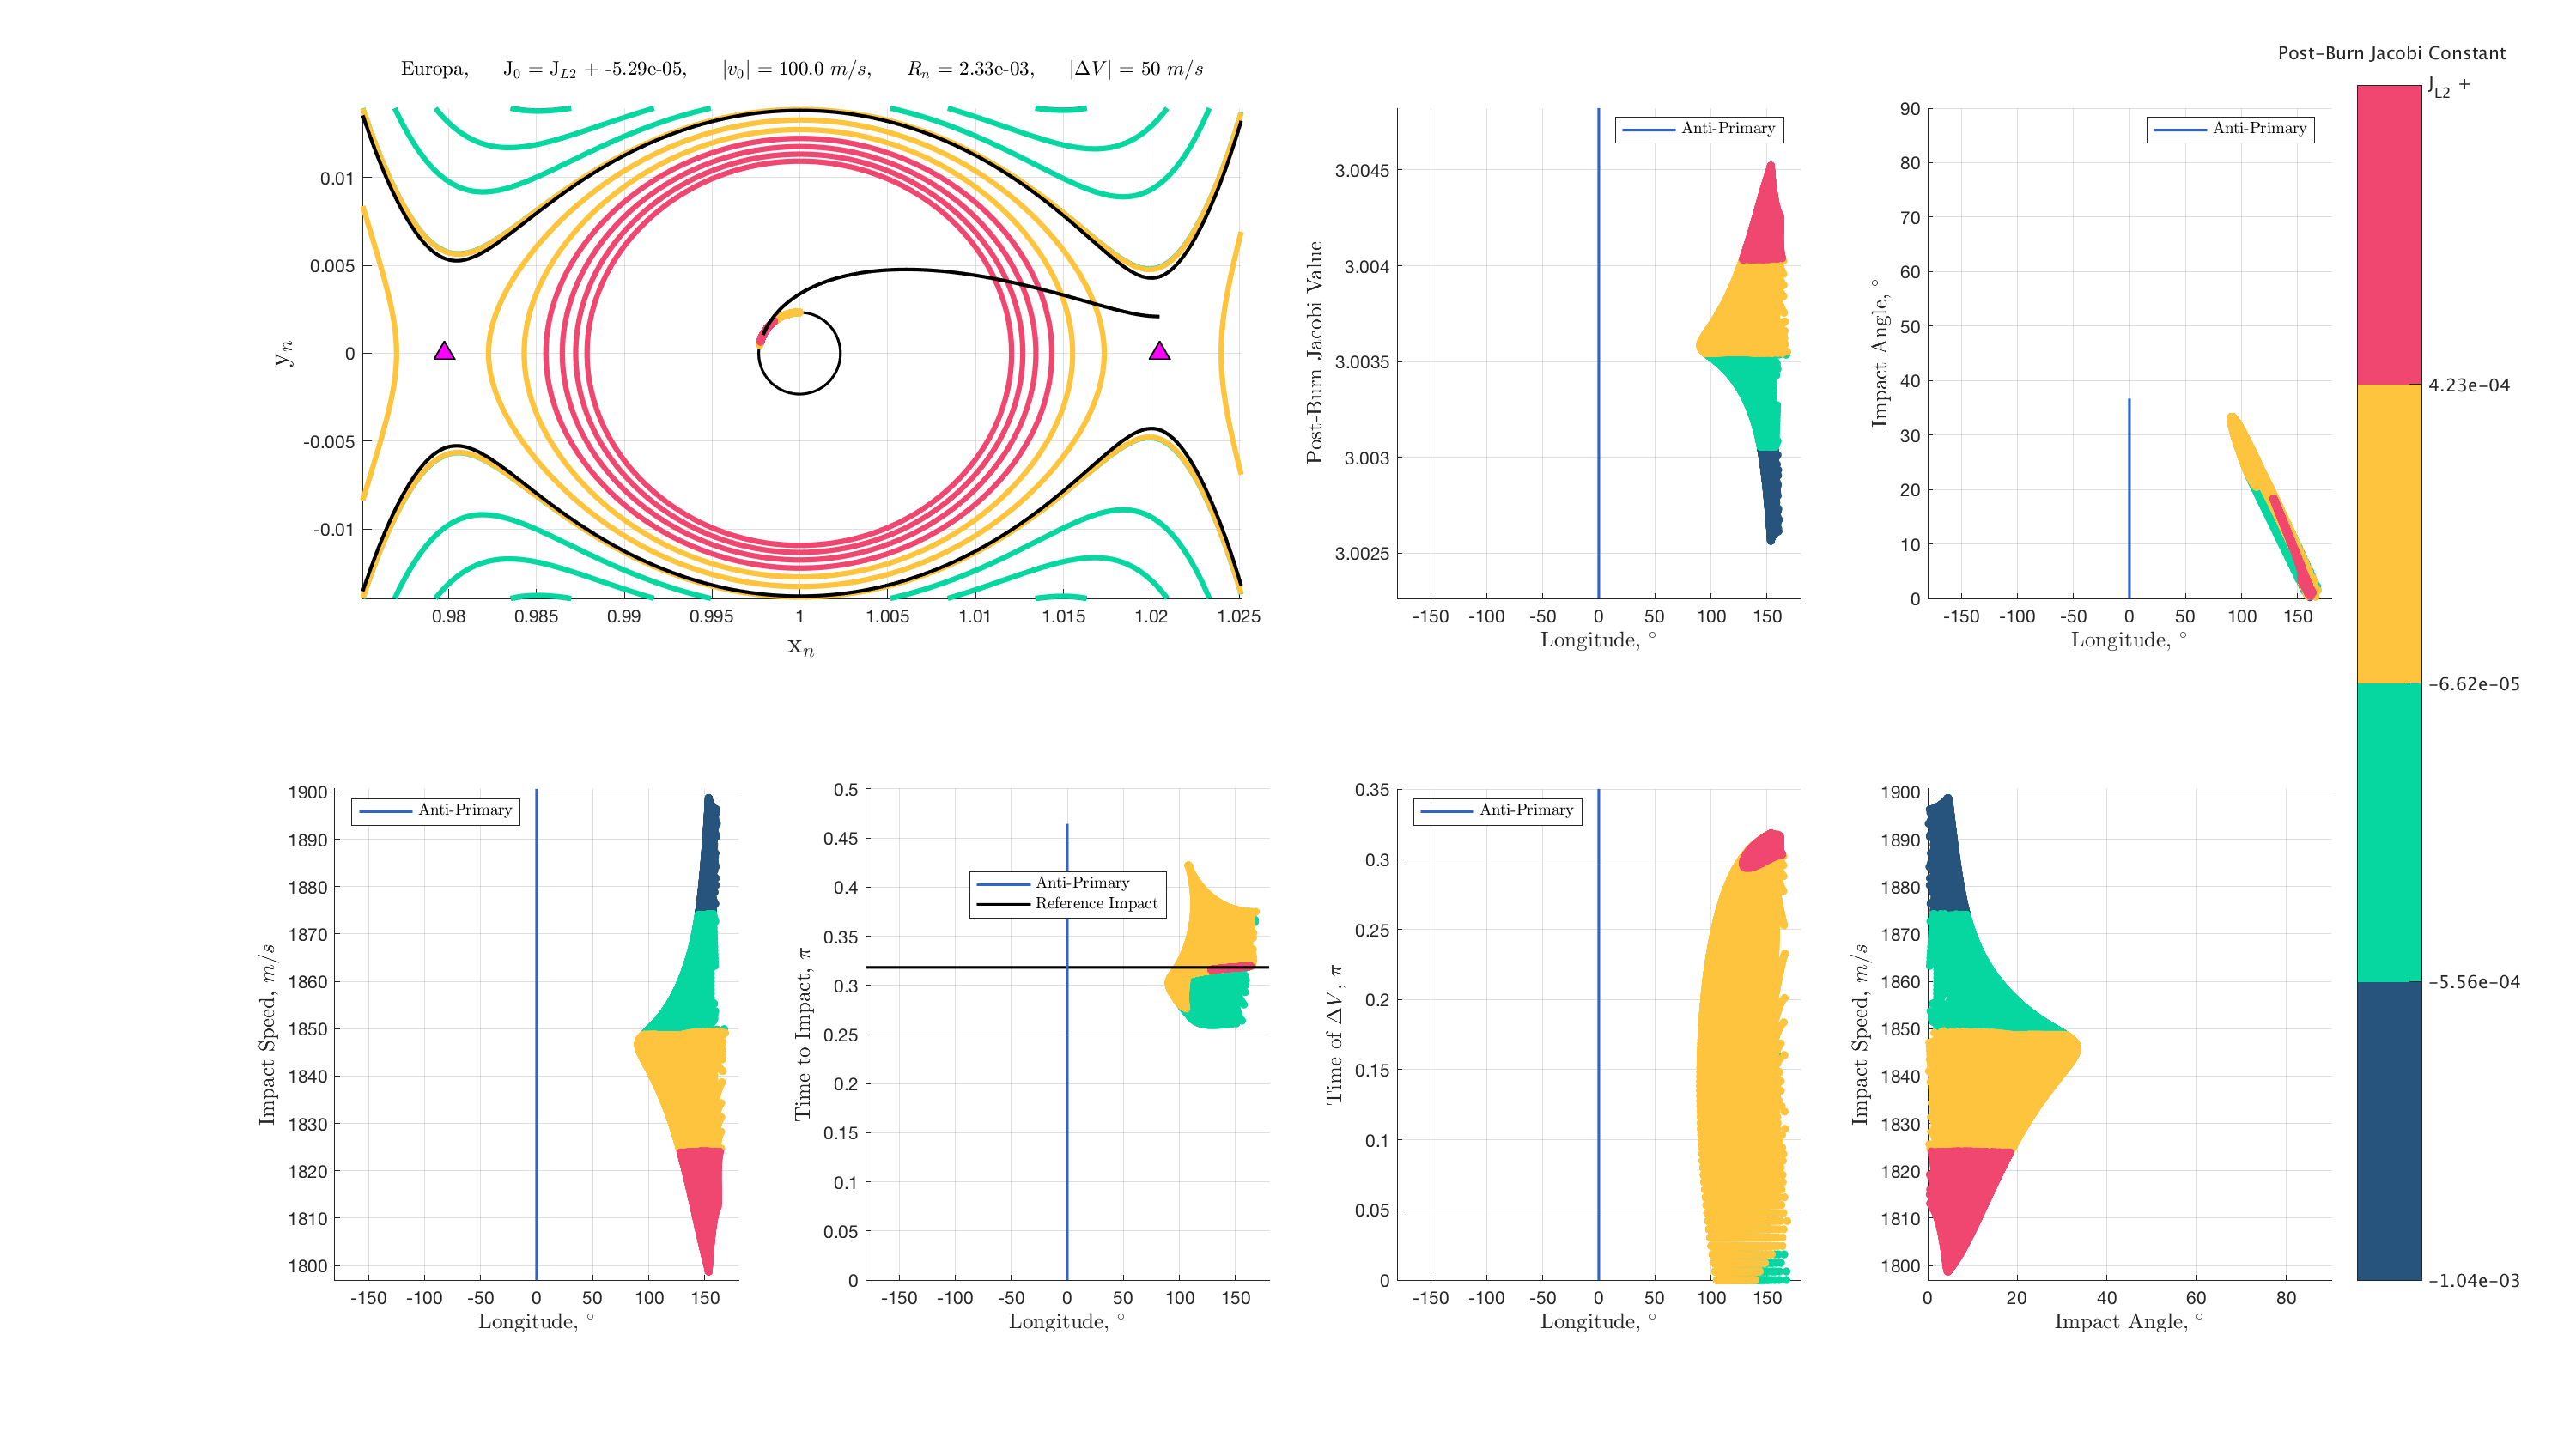 Europa, J0 = JL2 + -5.29e-05, |v0| = 100.0 m/s, Rn = 2.33e-03, |ΔV| = 50 m/s
0.01
0.005
0
-0.005
-0.01
yn
0.98 0.985 0.99 0.995 1 1.005 1.01 1.015 1.02 1.025
xn
Anti-Primary
3.0045
3.004
3.0035
3.003
3.0025
Post-Burn Jacobi Value
-150 -100 -50 0 50 100 150
Longitude, °
Anti-Primary
90
80
70
60
50
40
30
20
10
0
Impact Angle, °
-150 -100 -50 0 50 100 150
Longitude, °
Post-Burn Jacobi Constant
JL2 +
4.23e-04
-6.62e-05
-5.56e-04
-1.04e-03
Anti-Primary
1900
1890
1880
1870
1860
1850
1840
1830
1820
1810
1800
Impact Speed, m/s
-150 -100 -50 0 50 100 150
Longitude, °
Anti-Primary
Reference Impact
0.5
0.45
0.4
0.35
0.3
0.25
0.2
0.15
0.1
0.05
0
Time to Impact, π
-150 -100 -50 0 50 100 150
Longitude, °
Anti-Primary
0.35
0.3
0.25
0.2
0.15
0.1
0.05
0
Time of ΔV, π
-150 -100 -50 0 50 100 150
Longitude, °
1900
1890
1880
1870
1860
1850
1840
1830
1820
1810
1800
Impact Speed, m/s
0 20 40 60 80
Impact Angle, °